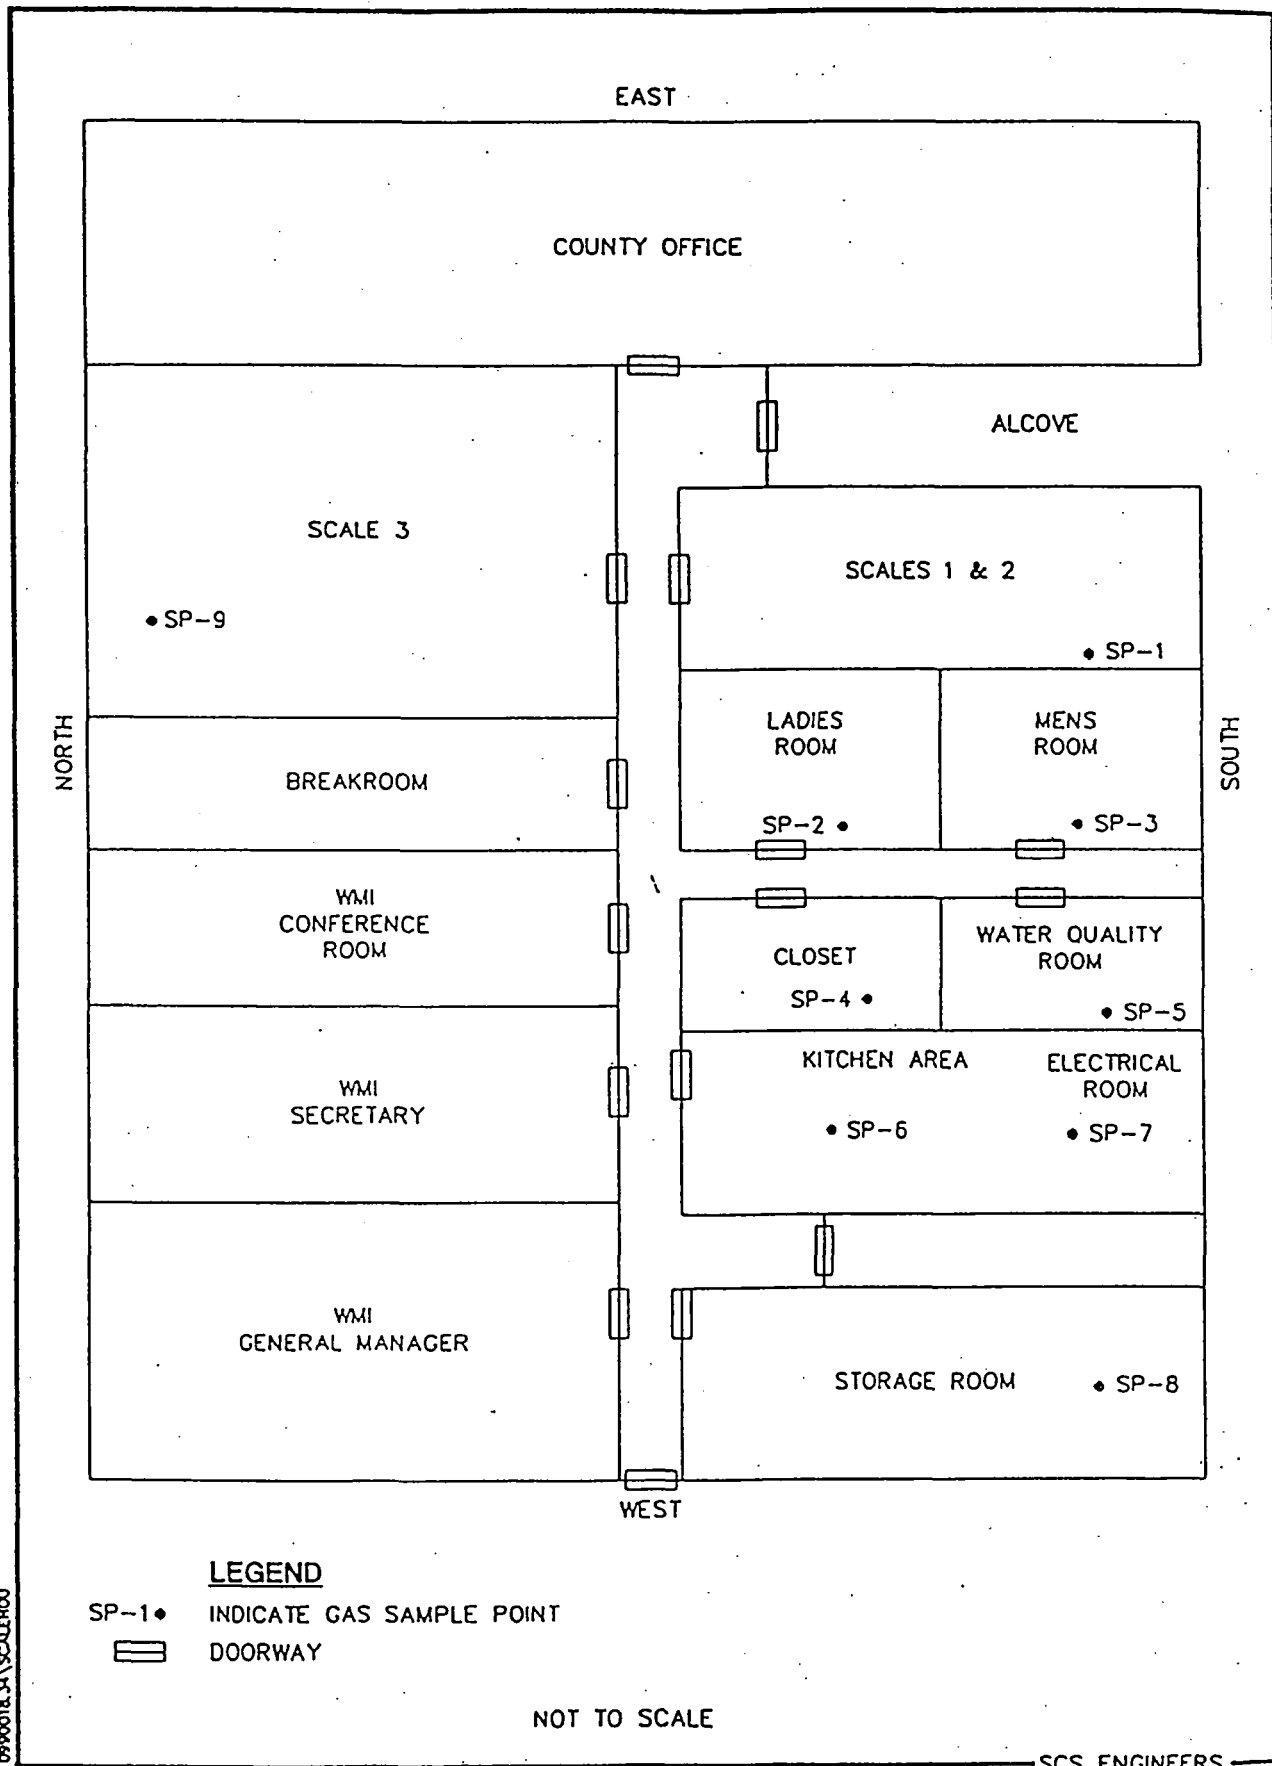 EAST
COUNTY OFFICE
ALCOVE
SCALE 3
SCALES 1 & 2
SP-9
SP-1
NORTH
SOUTH
LADIES
ROOM
MENS
ROOM
BREAKROOM
SP-2
SP-3
WMI
CONFERENCE
ROOM
CLOSET
WATER QUALITY
ROOM
SP-4
SP-5
KITCHEN AREA
ELECTRICAL
ROOM
WMI
SECRETARY
SP-6
SP-7
WMI
GENERAL MANAGER
STORAGE ROOM
SP-8
WEST
LEGEND
SP-1 INDICATE GAS SAMPLE POINT
DOORWAY
NOT TO SCALE
SCS ENGINEERS